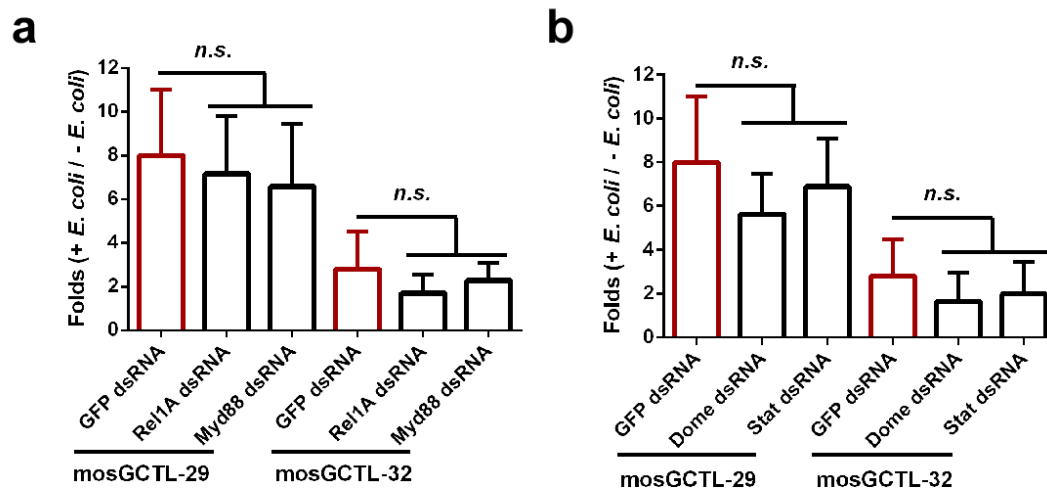 a
n.s.
n.s.
Folds (+ E. coli / - E. coli)
12
10
8
6
4
2
0
GFP dsRNA
Rel1A dsRNA
Myd88 dsRNA
GFP dsRNA
Rel1A dsRNA
Myd88 dsRNA
mosGCTL-29
mosGCTL-32
b
n.s.
n.s.
Folds (+ E. coli / - E. coli)
12
10
8
6
4
2
0
GFP dsRNA
Dome dsRNA
Stat dsRNA
GFP dsRNA
Dome dsRNA
Stat dsRNA
mosGCTL-29
mosGCTL-32